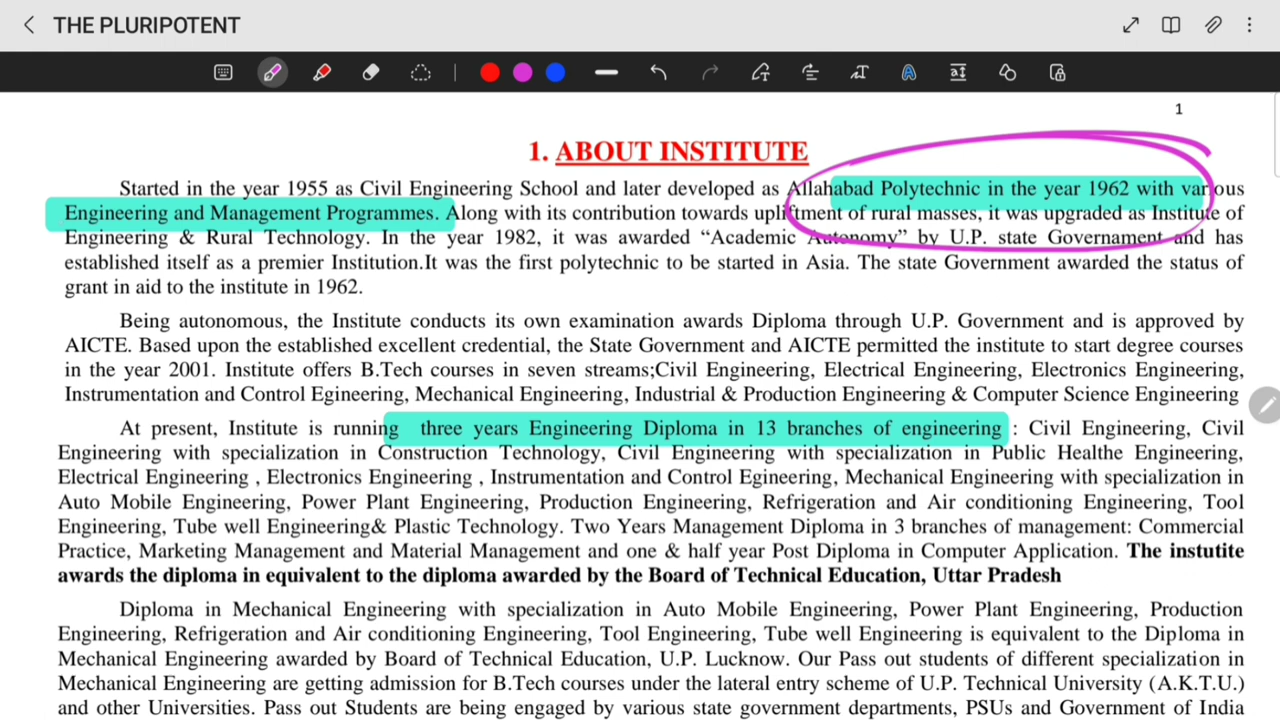 THE PLURIPOTENT
1
1. ABOUT INSTITUTE
Started in the year 1955 as Civil Engineering School and later developed as Allahabad Polytechnic in the year 1962 with various
Engineering and Management Programmes. Along with its contribution towards upliftment of rural masses, it was upgraded as Institute of
Engineering & Rural Technology. In the year 1982, it was awarded “Academic Autonomy” by U.P. state Governament and has
established itself as a premier Institution.It was the first polytechnic to be started in Asia. The state Government awarded the status of
grant in aid to the institute in 1962.
Being autonomous, the Institute conducts its own examination awards Diploma through U.P. Government and is approved by
AICTE. Based upon the established excellent credential, the State Government and AICTE permitted the institute to start degree courses
in the year 2001. Institute offers B.Tech courses in seven streams;Civil Engineering, Electrical Engineering, Electronics Engineering,
Instrumentation and Control Egineering, Mechanical Engineering, Industrial & Production Engineering & Computer Science Engineering
At present, Institute is running three years Engineering Diploma in 13 branches of engineering : Civil Engineering, Civil
Engineering with specialization in Construction Technology, Civil Engineering with specialization in Public Healthe Engineering,
Electrical Engineering , Electronics Engineering , Instrumentation and Control Egineering, Mechanical Engineering with specialization in
Auto Mobile Engineering, Power Plant Engineering, Production Engineering, Refrigeration and Air conditioning Engineering, Tool
Engineering, Tube well Engineering& Plastic Technology. Two Years Management Diploma in 3 branches of management: Commercial
Practice, Marketing Management and Material Management and one & half year Post Diploma in Computer Application. The instutite
awards the diploma in equivalent to the diploma awarded by the Board of Technical Education, Uttar Pradesh
Diploma in Mechanical Engineering with specialization in Auto Mobile Engineering, Power Plant Engineering, Production
Engineering, Refrigeration and Air conditioning Engineering, Tool Engineering, Tube well Engineering is equivalent to the Diploma in
Mechanical Engineering awarded by Board of Technical Education, U.P. Lucknow. Our Pass out students of different specialization in
Mechanical Engineering are getting admission for B.Tech courses under the lateral entry scheme of U.P. Technical University (A.K.T.U.)
and other Universities. Pass out Students are being engaged by various state government departments, PSUs and Government of India